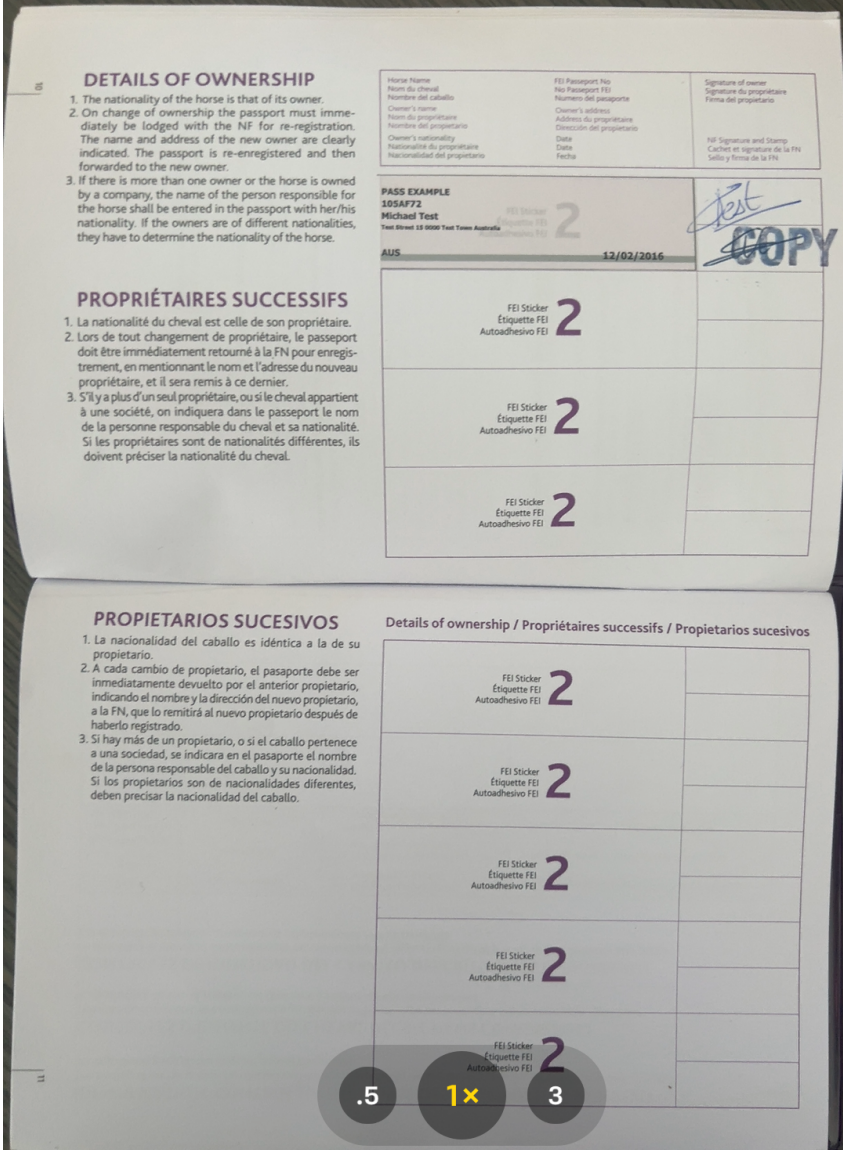 10
DETAILS OF OWNERSHIP
1. The nationality of the horse is that of its owner.
2. On change of ownership the passport must imme-
diately be lodged with the NF for re-registration.
The name and address of the new owner are clearly
indicated. The passport is re-enregistered and then
forwarded to the new owner.
3. If there is more than one owner or the horse is owned
by a company, the name of the person responsible for
the horse shall be entered in the passport with her/his
nationality. If the owners are of different nationalities,
they have to determine the nationality of the horse.
PROPRIÉTAIRES SUCCESSIFS
1. La nationalité du cheval est celle de son propriétaire.
2. Lors de tout changement de propriétaire, le passeport
doit être immédiatement retourné à la FN pour enregis-
trement, en mentionnant le nom et l'adresse du nouveau
propriétaire, et il sera remis à ce dernier.
3. S'il y a plus d'un seul propriétaire, ou si le cheval appartient
à une société, on indiquera dans le passeport le nom
de la personne responsable du cheval et sa nationalité.
Si les propriétaires sont de nationalités différentes, ils
doivent préciser la nationalité du cheval.
Horse Name
Nom du cheval
Nombre del caballo
Owner's name
Nom du propriétaire
Nombre del propietario
Owner's nationality
Nationalité du propriétaire
Nacionalidad del propietario
FEI Passeport No
No Passeport FEI
Numero del pasaporte
Owner's address
Address du propriétaire
Dirección del propietario
Date
Date
Fecha
Signature of owner
Signature du propriétaire
Firma del propietario
NF Signature and Stamp
Cachet et signature de la FN
Sello y firma de la FN
PASS EXAMPLE
105AF72
Michael Test
Test Street 15 0000 Test Town Australia
AUS
12/02/2016
FEI Sticker
Étiquette FEI
Autoadhesivo FEI
2
Test
COPY
FEI Sticker
Étiquette FEI
Autoadhesivo FEI
2
FEI Sticker
Étiquette FEI
Autoadhesivo FEI
2
FEI Sticker
Étiquette FEI
Autoadhesivo FEI
2
PROPIETARIOS SUCESIVOS
1. La nacionalidad del caballo es idéntica a la de su
propietario.
2. A cada cambio de propietario, el pasaporte debe ser
inmediatamente devuelto por el anterior propietario,
indicando el nombre y la dirección del nuevo propietario,
a la FN, que lo remitirá al nuevo propietario después de
haberlo registrado.
3. Si hay más de un propietario, o si el caballo pertenece
a una sociedad, se indicara en el pasaporte el nombre
de la persona responsable del caballo y su nacionalidad.
Si los propietarios son de nacionalidades diferentes,
deben precisar la nacionalidad del caballo.
Details of ownership / Propriétaires successifs / Propietarios sucesivos
FEI Sticker
Étiquette FEI
Autoadhesivo FEI
2
FEI Sticker
Étiquette FEI
Autoadhesivo FEI
2
FEI Sticker
Étiquette FEI
Autoadhesivo FEI
2
FEI Sticker
Étiquette FEI
Autoadhesivo FEI
2
FEI Sticker
Étiquette FEI
Autoadhesivo FEI
2
11
.5
1×
3